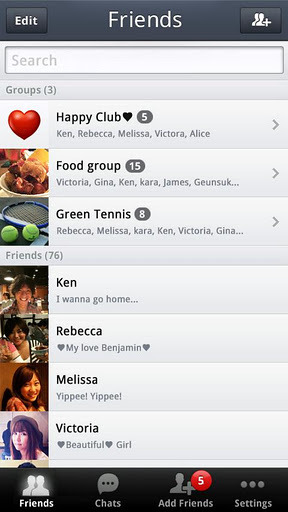 Edit
Friends
Search
Groups (3)
Happy Club♥ 5
Ken, Rebecca, Melissa, Victora, Alice
Food group 15
Victoria, Gina, Ken, kara, James, Geunsuk...
Green Tennis 8
Rebecca, Melissa, kara, Ken, Victoria, Gina...
Friends (76)
Ken
I wanna go home...
Rebecca
♥My love Benjamin♥
Melissa
Yippee! Yippee!
Victoria
♥Beautiful♥ Girl
5
Friends Chats Add Friends Settings